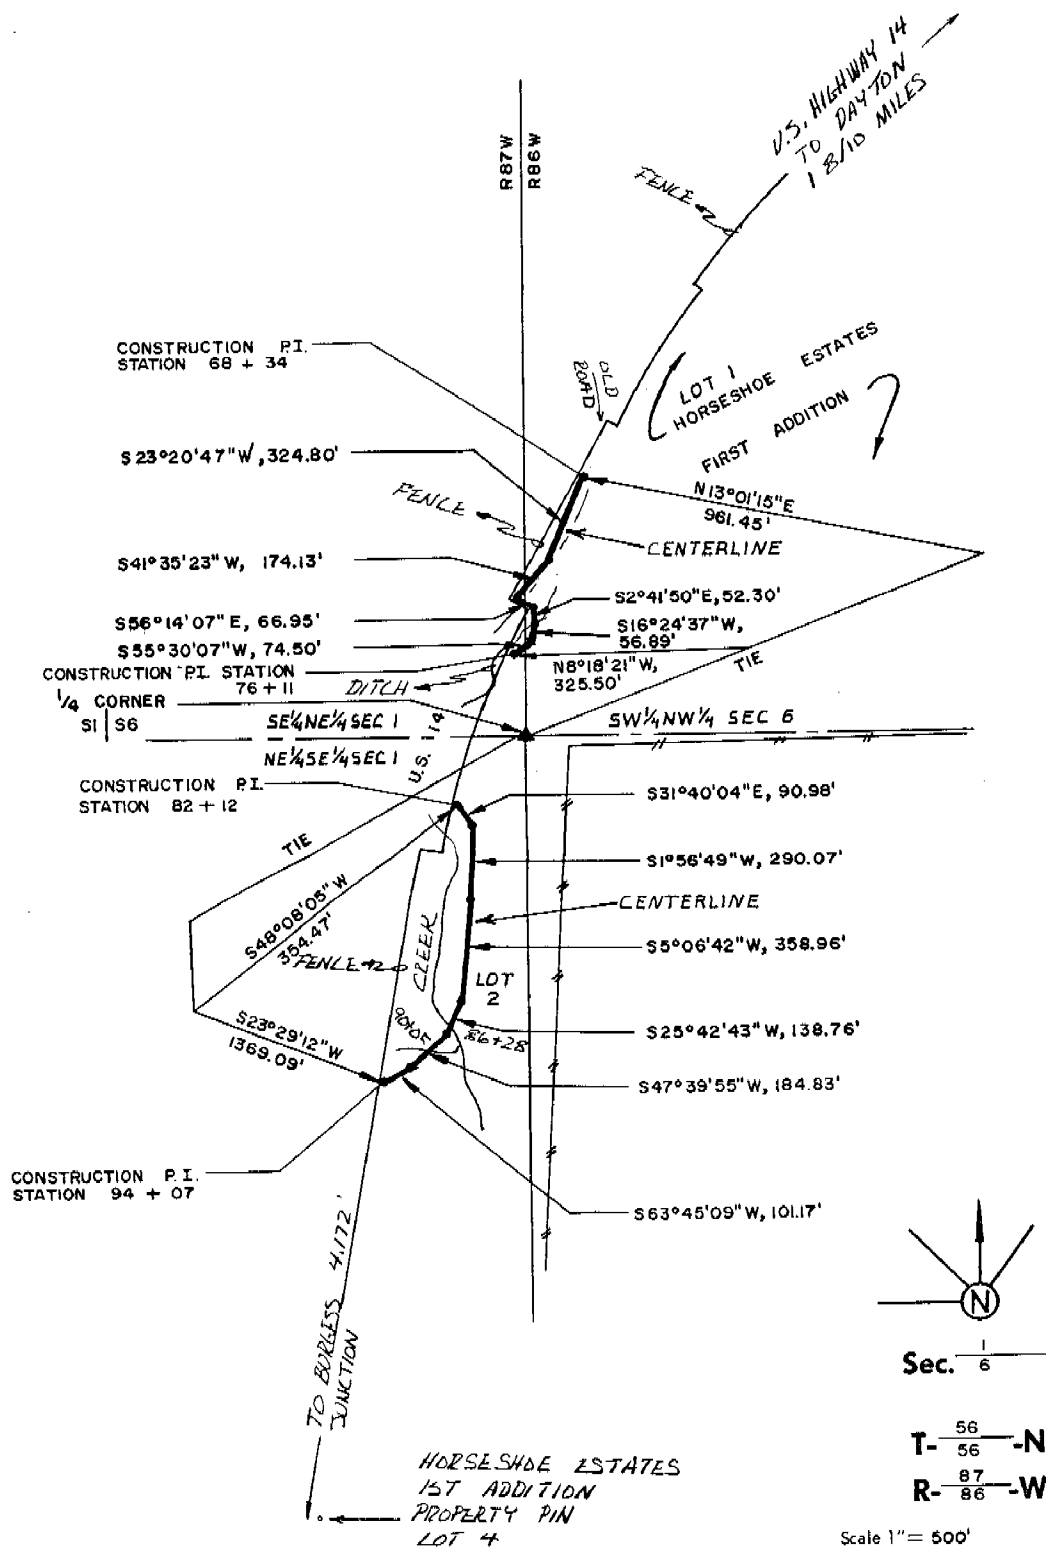 U.S. HIGHWAY 14
TO DAYTON
1 8/10 MILES
R87W
R86W
FENCE
CONSTRUCTION P.I.
STATION 68 + 34
OLD
ROAD
LOT 1
HORSESHOE ESTATES
FIRST ADDITION
S 23°20'47" W, 324.80'
N 13°01'15" E
961.45'
FENCE
CENTERLINE
S41°35'23" W, 174.13'
S2°41'50"E, 52.30'
S56°14'07" E, 66.95'
S16°24'37"W,
56.89'
S55°30'07"W, 74.50'
CONSTRUCTION P.I. STATION
76 + 11
N8°18'21" W,
325.50'
TIE
DITCH
1/4 CORNER
S1 | S6
SE1/4NE1/4 SEC 1
SW1/4NW1/4 SEC 6
NE1/4SE1/4 SEC 1
U.S. 14
CONSTRUCTION P.I.
STATION 82 + 12
S31°40'04"E, 90.98'
TIE
S1°56'49"W, 290.07'
S48°08'05" W
354.47'
CENTERLINE
FENCE
CREEK
S5°06'42"W, 358.96'
LOT
2
S23°29'12"W
1369.09'
86+28
S25°42'43" W, 138.76'
S47°39'55"W, 184.83'
CONSTRUCTION P.I.
STATION 94 + 07
S63°45'09" W, 101.17'
TO BURGESS 4.172'
JUNCTION
N
Sec. 1
6
T- 56 -N
56
R- 87 -W
86
HORSESHOE ESTATES
1ST ADDITION
PROPERTY PIN
LOT 4
Scale 1" = 500'